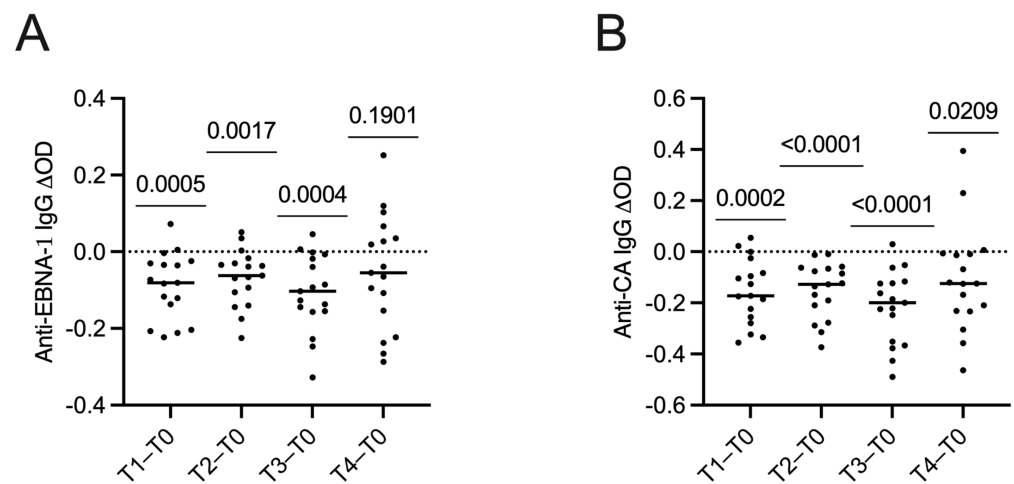 A
Anti-EBNA-1 IgG ΔOD
0.4
0.2
0.0
-0.2
-0.4
0.0005
0.0017
0.0004
0.1901
T1–T0
T2–T0
T3–T0
T4–T0
B
Anti-CA IgG ΔOD
0.6
0.4
0.2
0.0
-0.2
-0.4
-0.6
0.0002
<0.0001
<0.0001
0.0209
T1–T0
T2–T0
T3–T0
T4–T0